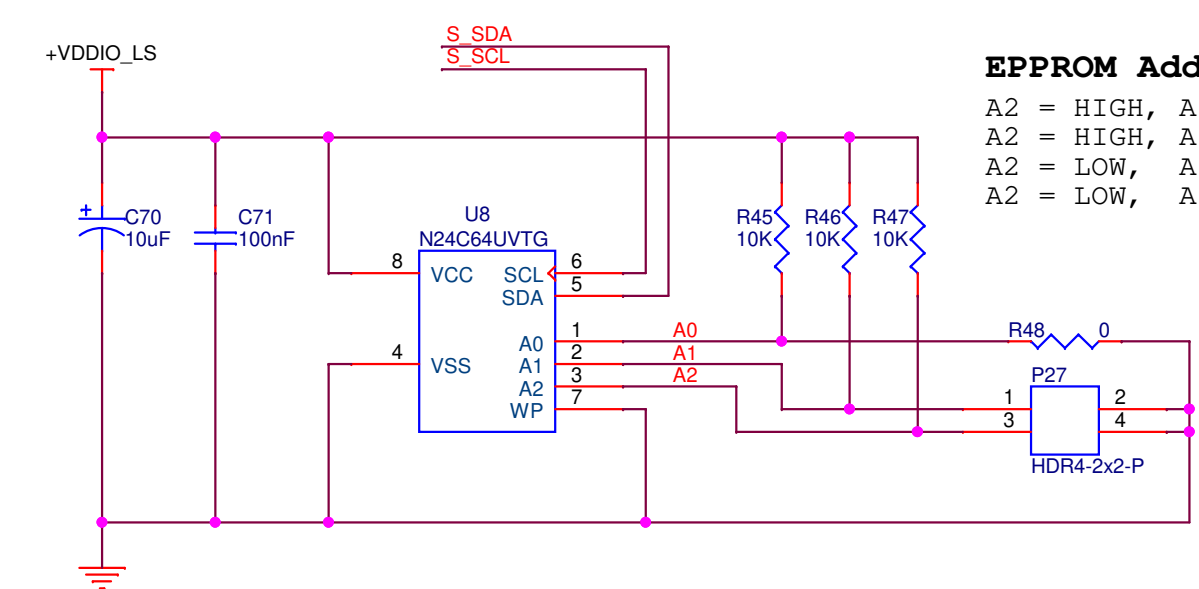 S_SDA
+VDDIO_LS
S_SCL
EPPROM Add
A2 = HIGH, A
A2 = HIGH, A
A2 = LOW, A
A2 = LOW, A
+
C70
10uF
C71
100nF
U8
N24C64UVTG
R45
10K
R46
10K
R47
10K
8
VCC
SCL
6
SDA
5
4
VSS
A0
1
A0
A1
2
A1
A2
3
A2
WP
7
R48
0
P27
1
2
3
4
HDR4-2x2-P